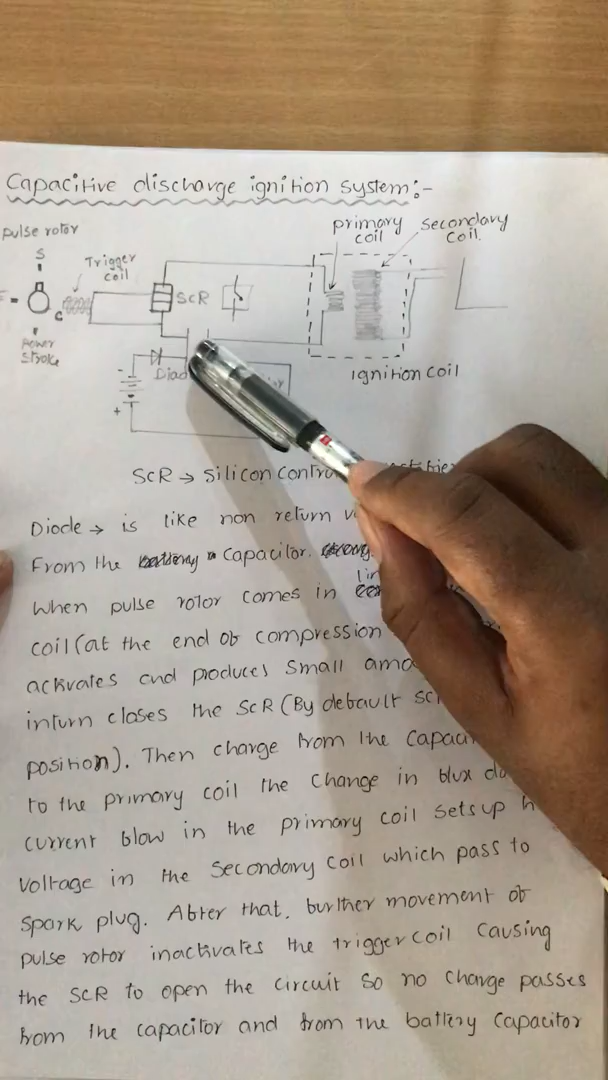 Capacitive discharge ignition system:-
pulse rotor
S
Trigger coil
primary coil
secondary coil.
SCR
C
power stroke
Diod
ignition coil
+
SCR → silicon contro
Diode → is like non return v
From the battery capacitor.
When pulse rotor comes in lin
coil (at the end of compression
activates and produces small amo
inturn closes the SCR (By default SC
position). Then charge from the capaci
to the primary coil the change in flux du
current flow in the primary coil setsup h
voltage in the secondary coil which pass to
spark plug. After that, further movement of
pulse rotor inactivates the trigger coil causing
the SCR to open the circuit so no charge passes
from the capacitor and from the battery capacitor